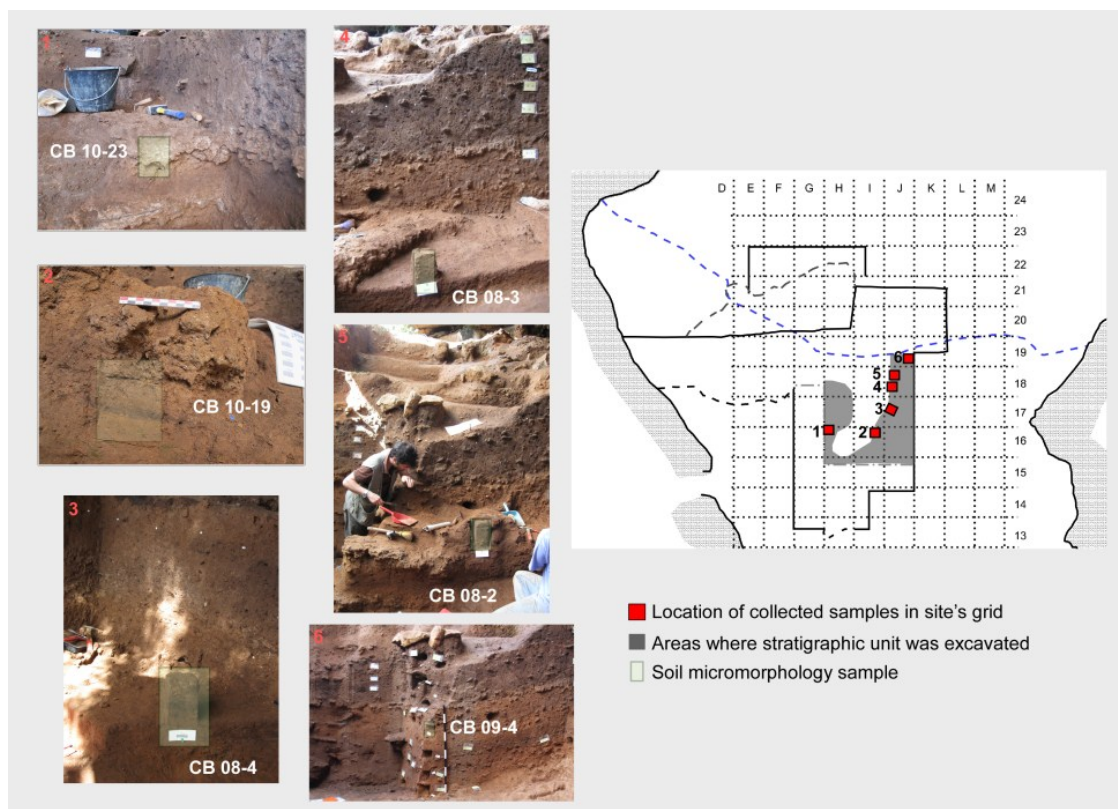 1
CB 10-23
2
CB 10-19
3
CB 08-4
4
CB 08-3
5
CB 08-2
6
CB 09-4
D E F G H I J K L M
24
23
22
21
20
19
18
17
16
15
14
13
6
5
4
3
1
2
Location of collected samples in site's grid
Areas where stratigraphic unit was excavated
Soil micromorphology sample